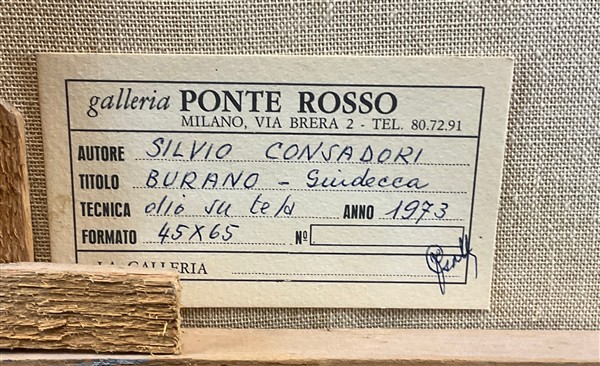 galleria PONTE ROSSO
MILANO, VIA BRERA 2 - TEL. 80.72.91
AUTORE SILVIO CONSADORI
TITOLO BURANO - Giudecca
TECNICA olio su tela ANNO 1973
FORMATO 45X65 Nº
LA GALLERIA